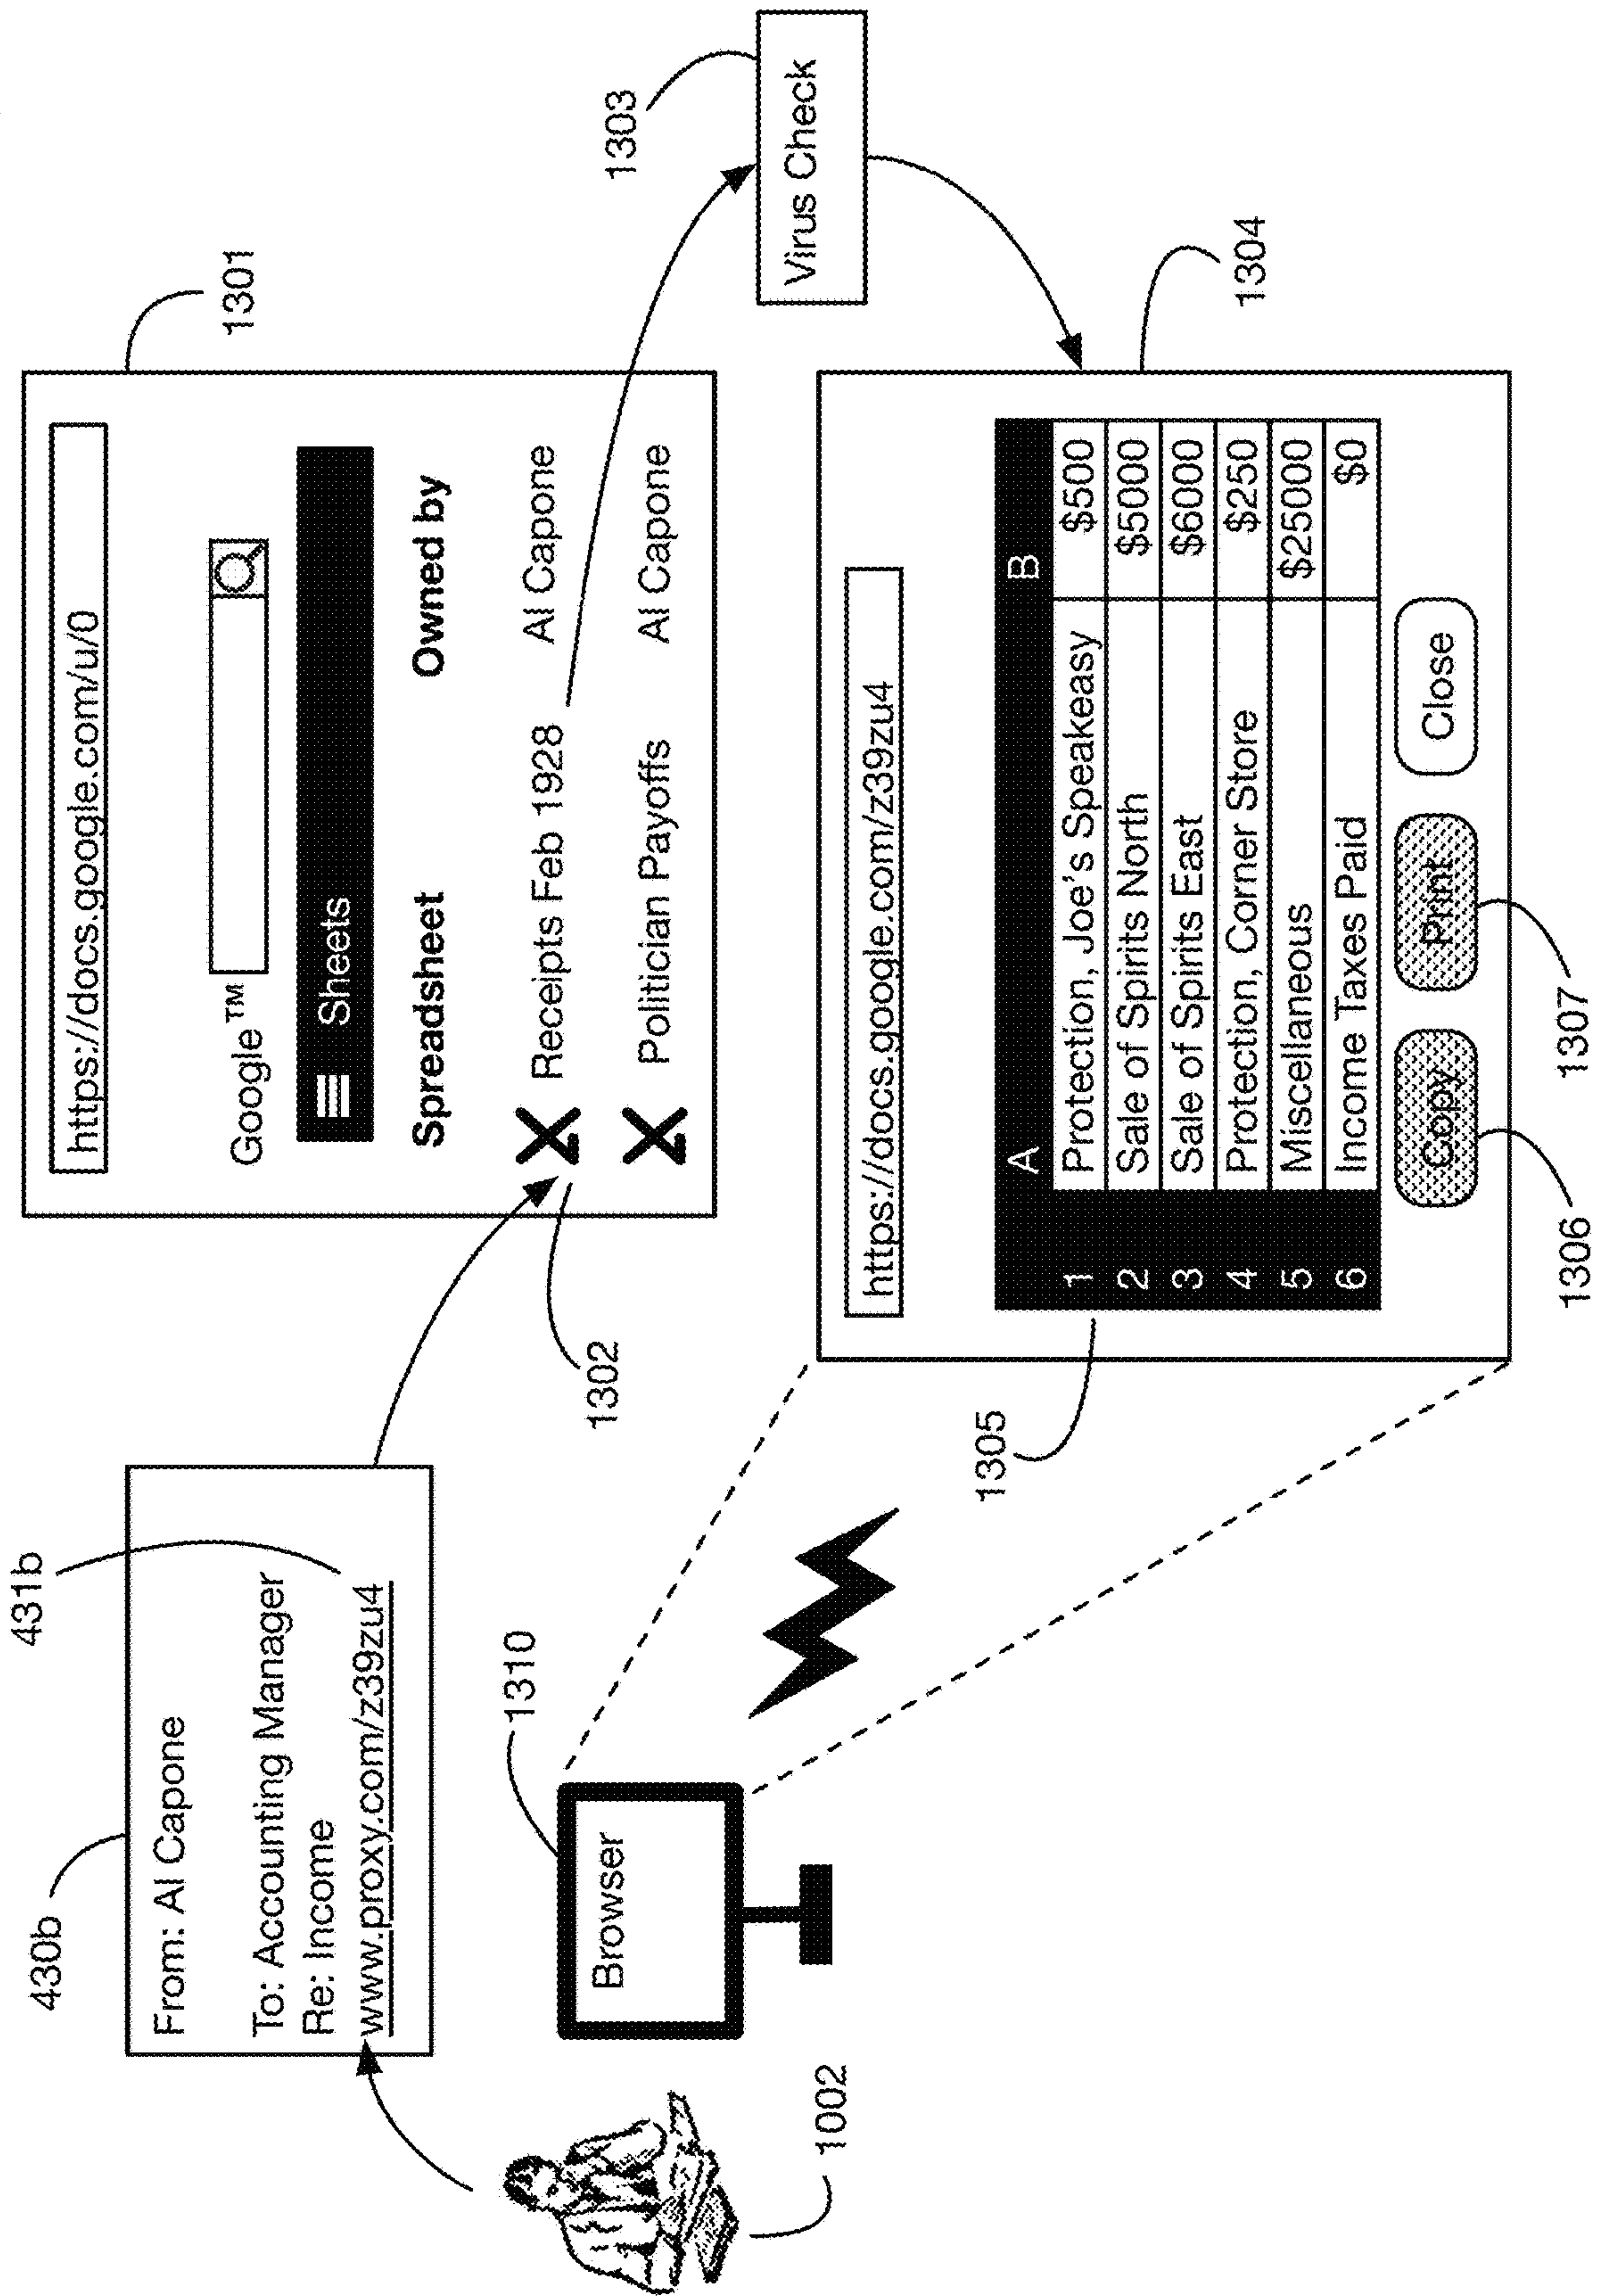 430b
From: Al Capone
To: Accounting Manager
Re: Income
www.proxy.com/z39zu4
431b
1002
Browser
1310
1301
https://docs.google.com/u/0
Google™
Sheets
Spreadsheet Owned by
Receipts Feb 1928 Al Capone
Politician Payoffs Al Capone
1302
1303
Virus Check
1304
https://docs.google.com/z39zu4
A B
1 Protection, Joe's Speakeasy $500
2 Sale of Spirits North $5000
3 Sale of Spirits East $6000
4 Protection, Corner Store $250
5 Miscellaneous $25000
6 Income Taxes Paid $0
Copy Print Close
1305
1306
1307